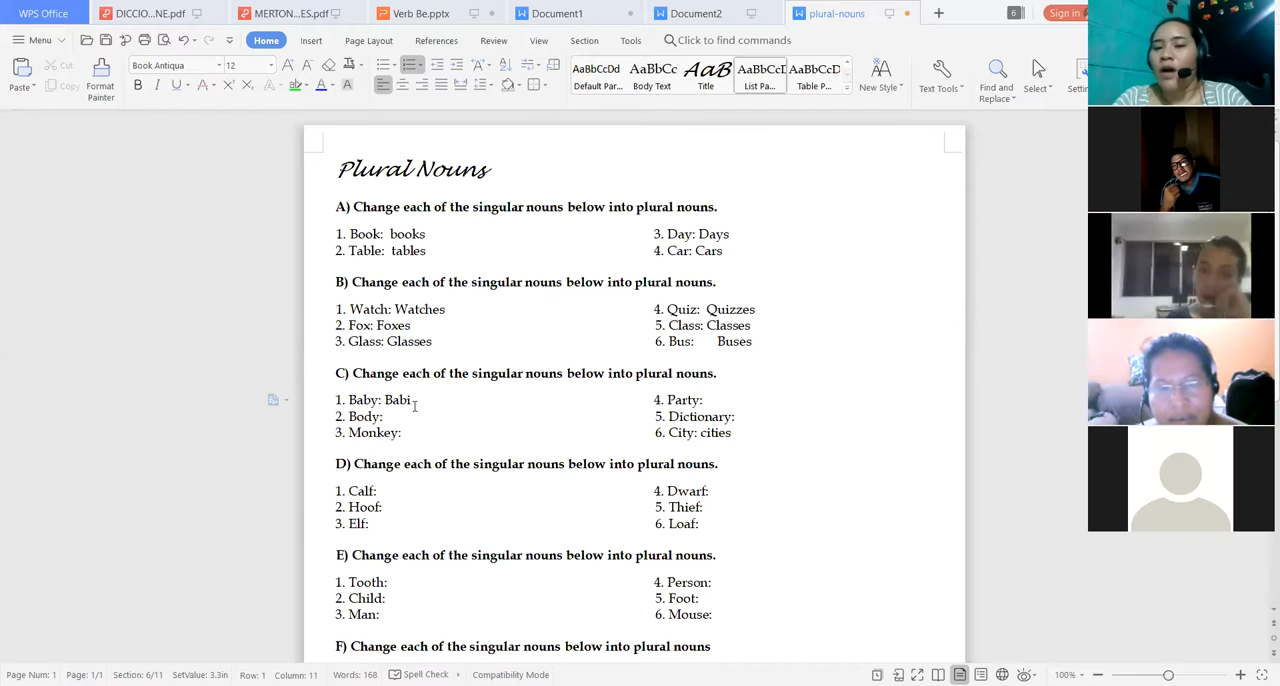 WPS Office DICCIO...NE.pdf MERTON...ES.pdf Verb Be.pptx Document1 Document2 plural-nouns 6 Sign in
Menu Home Insert Page Layout References Review View Section Tools Click to find commands
Paste Cut Copy Format Painter Book Antiqua 12 AaBbCcDd Default Par... AaBbCc Body Text AaB Title AaBbCcD List Pa... AaBbCcD Table P... New Style Text Tools Find and Replace Select
Plural Nouns
A) Change each of the singular nouns below into plural nouns.
1. Book: books
2. Table: tables
3. Day: Days
4. Car: Cars
B) Change each of the singular nouns below into plural nouns.
1. Watch: Watches
2. Fox: Foxes
3. Glass: Glasses
4. Quiz: Quizzes
5. Class: Classes
6. Bus: Buses
C) Change each of the singular nouns below into plural nouns.
1. Baby: Babi
2. Body:
3. Monkey:
4. Party:
5. Dictionary:
6. City: cities
D) Change each of the singular nouns below into plural nouns.
1. Calf:
2. Hoof:
3. Elf:
4. Dwarf:
5. Thief:
6. Loaf:
E) Change each of the singular nouns below into plural nouns.
1. Tooth:
2. Child:
3. Man:
4. Person:
5. Foot:
6. Mouse:
F) Change each of the singular nouns below into plural nouns
Page Num: 1 Page: 1/1 Section: 6/11 SetValue: 3.3in Row: 1 Column: 11 Words: 168 Spell Check Compatibility Mode 100%